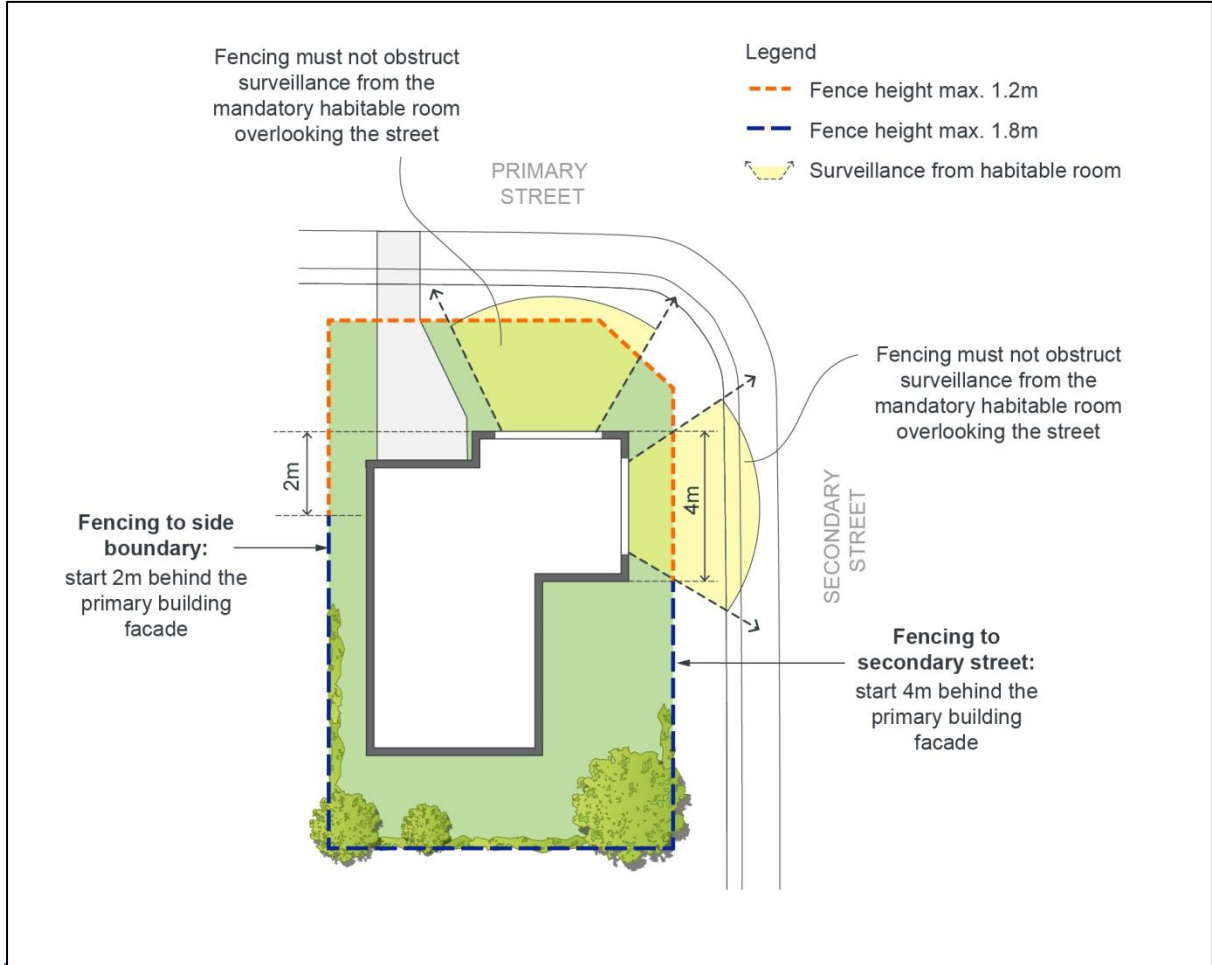 Fencing must not obstruct
surveillance from the
mandatory habitable room
overlooking the street
Legend
Fence height max. 1.2m
Fence height max. 1.8m
Surveillance from habitable room
PRIMARY
STREET
Fencing must not obstruct
surveillance from the
mandatory habitable room
overlooking the street
2m
4m
SECONDARY
STREET
Fencing to side
boundary:
start 2m behind the
primary building
facade
Fencing to
secondary street:
start 4m behind the
primary building
facade